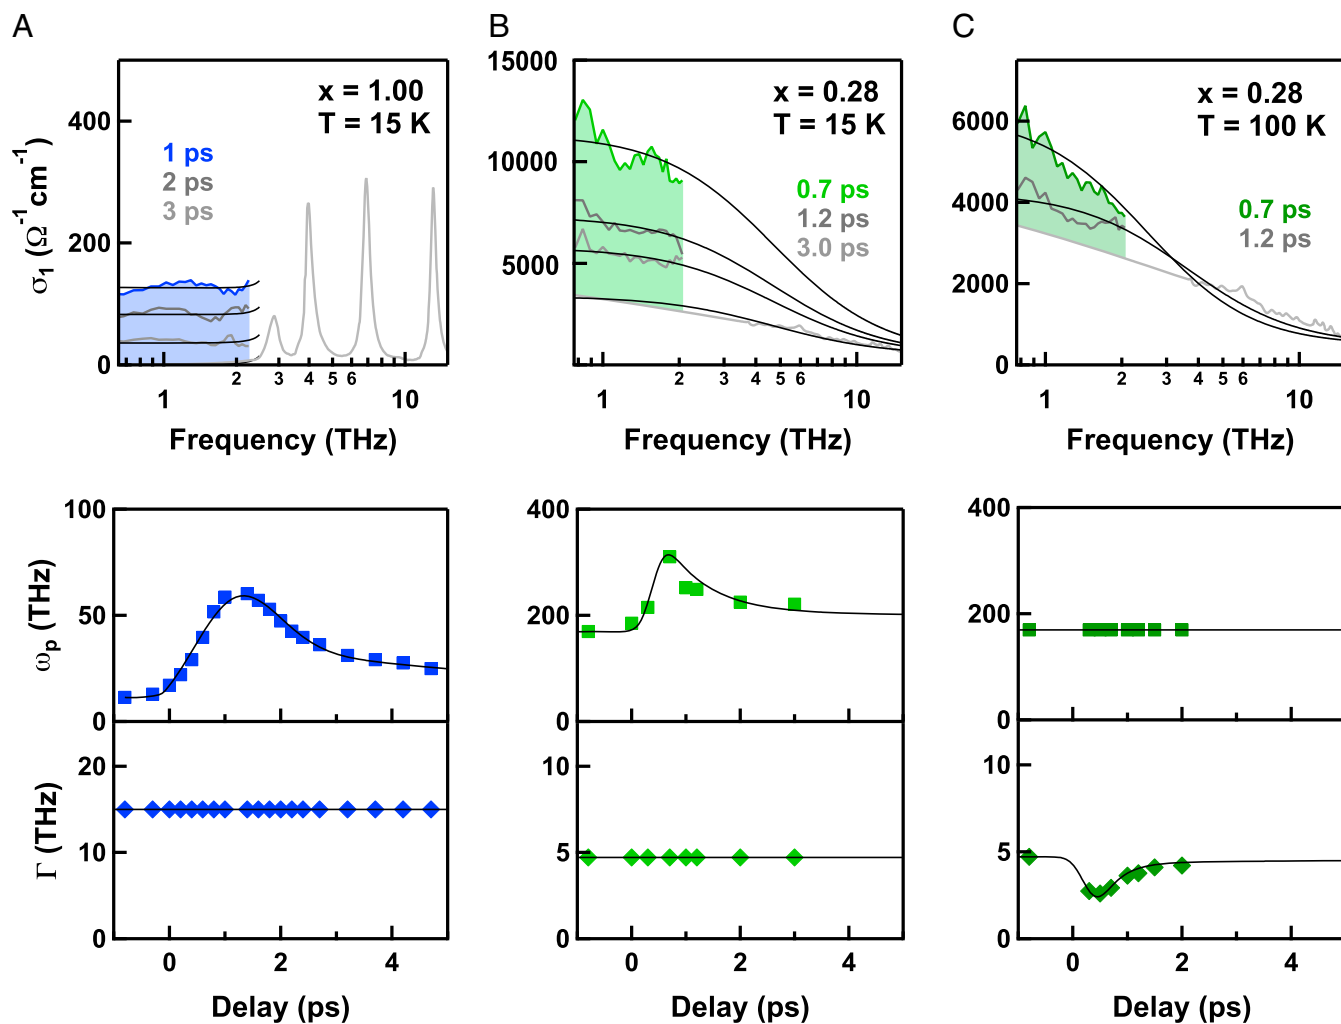 A
B
C
σ1 (Ω-1cm-1)
400
200
0
x = 1.00
T = 15 K
1 ps
2 ps
3 ps
2 3 4 5 6
1 10
Frequency (THz)
15000
10000
5000
x = 0.28
T = 15 K
0.7 ps
1.2 ps
3.0 ps
2 3 4 5 6
1 10
Frequency (THz)
6000
4000
2000
0
x = 0.28
T = 100 K
0.7 ps
1.2 ps
2 3 4 5 6
1 10
Frequency (THz)
ωp (THz)
100
50
0
Γ (THz)
20
10
0
0 2 4
Delay (ps)
400
200
0
10
5
0
0 2 4
Delay (ps)
400
200
0
10
5
0
0 2 4
Delay (ps)